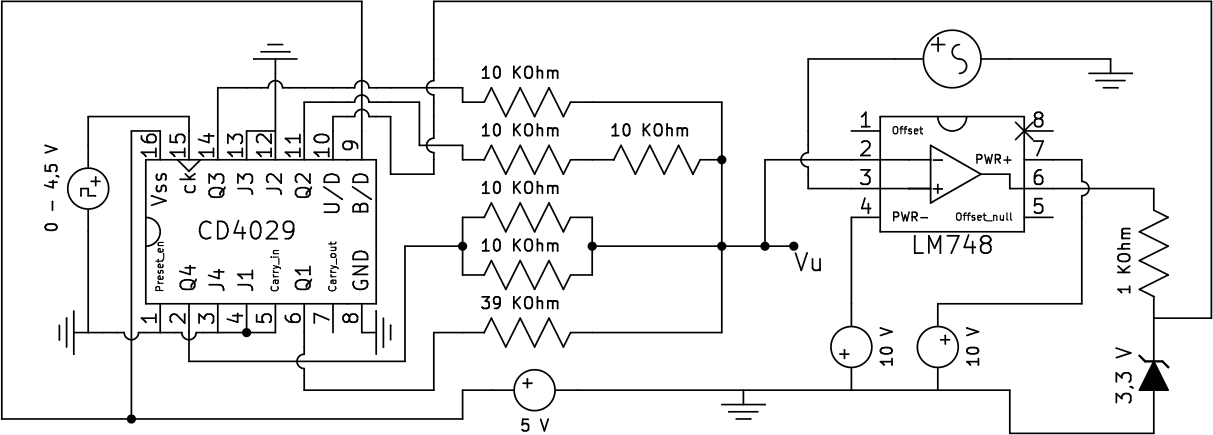 10 KOhm
10 KOhm
10 KOhm
10 KOhm
10 KOhm
39 KOhm
0 – 4,5 V
16
15
14
13
12
11
10
9
Vss
ck
Q3
J3
J2
Q2
U/D
B/D
CD4029
Preset_en
Q4
J4
J1
Carry_in
Q1
Carry_out
GND
1
2
3
4
5
6
7
8
5 V
Vu
1
2
3
4
8
7
6
5
Offset
PWR+
PWR-
Offset_null
LM748
10 V
10 V
1 KOhm
3,3 V